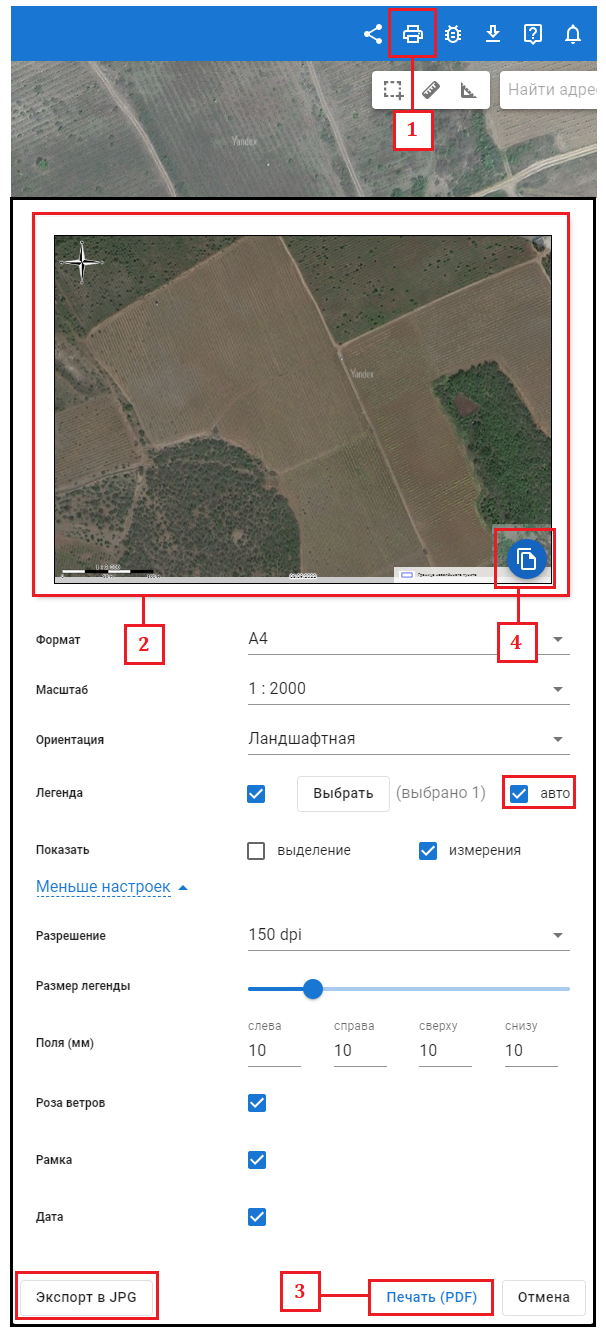 Найти адре
1
Yandex
Yandex
2
4
Формат
A4
Масштаб
1 : 2000
Ориентация
Ландшафтная
Легенда
Выбрать (выбрано 1) авто
Показать
выделение измерения
Меньше настроек
Разрешение
150 dpi
Размер легенды
Поля (мм)
слева справа сверху снизу
10 10 10 10
Роза ветров
Рамка
Дата
3
Экспорт в JPG Печать (PDF) Отмена